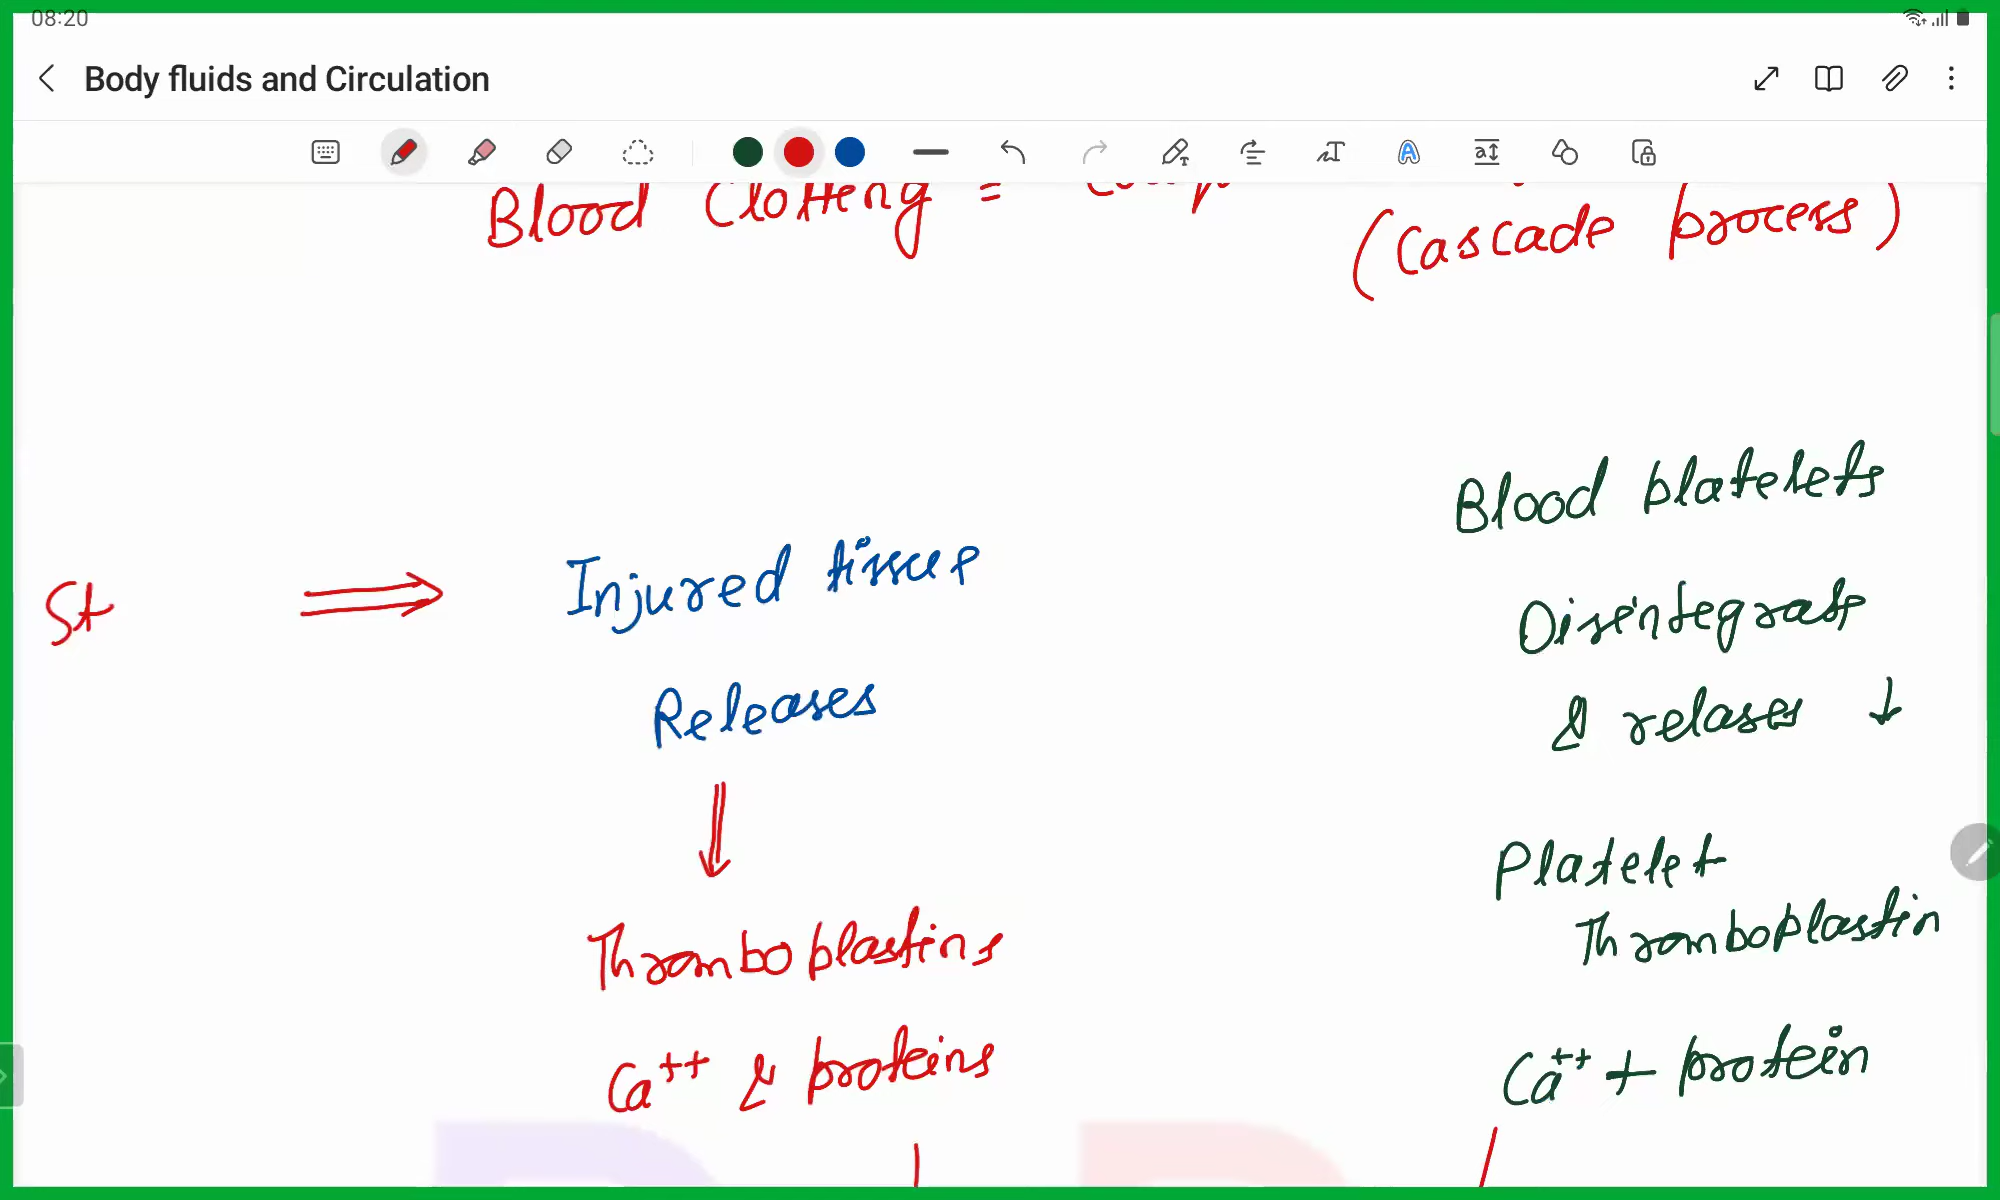 08:20
Body fluids and Circulation
Blood Clotting =
(Cascade process)
Blood platelets
Injured tissue
Disintegrate
St
Releases
& relases ↓
Platelet
Thromboplastin
Thromboplastins
Ca++ & proteins
Ca++ + protein